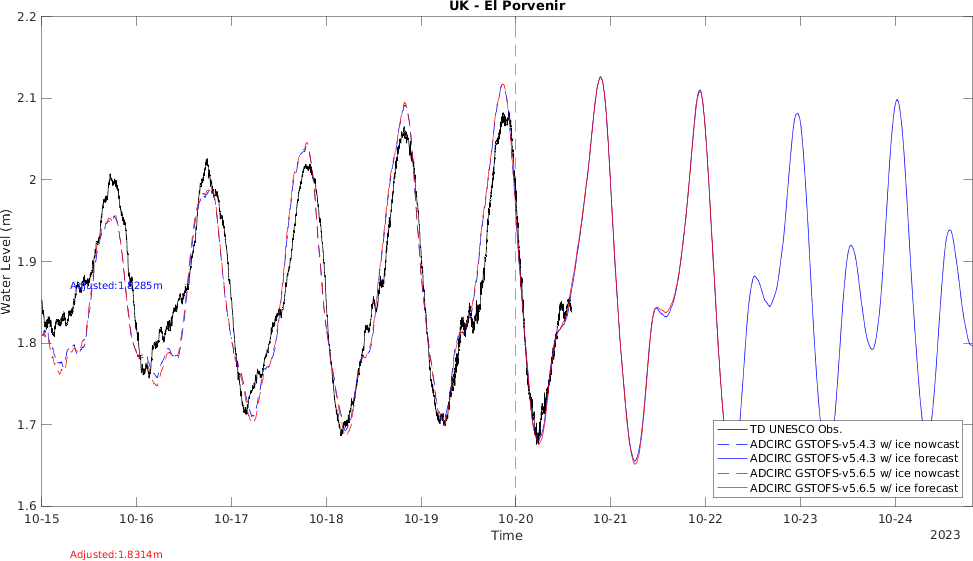 UK - El Porvenir
2.2
2.1
2
1.9
1.8
1.7
1.6
Water Level (m)
Adjusted:1.8285m
TD UNESCO Obs.
ADCIRC GSTOFS-v5.4.3 w/ ice nowcast
ADCIRC GSTOFS-v5.4.3 w/ ice forecast
ADCIRC GSTOFS-v5.6.5 w/ ice nowcast
ADCIRC GSTOFS-v5.6.5 w/ ice forecast
10-15 10-16 10-17 10-18 10-19 10-20 10-21 10-22 10-23 10-24
Time
2023
Adjusted:1.8314m